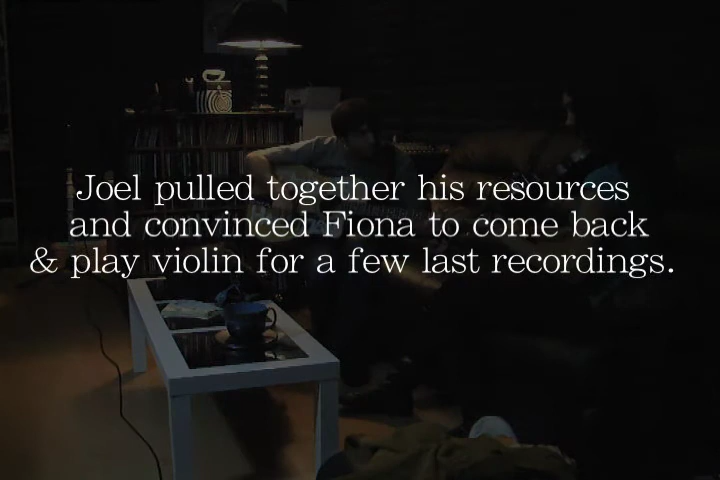 Joel pulled together his resources
and convinced Fiona to come back
& play violin for a few last recordings.